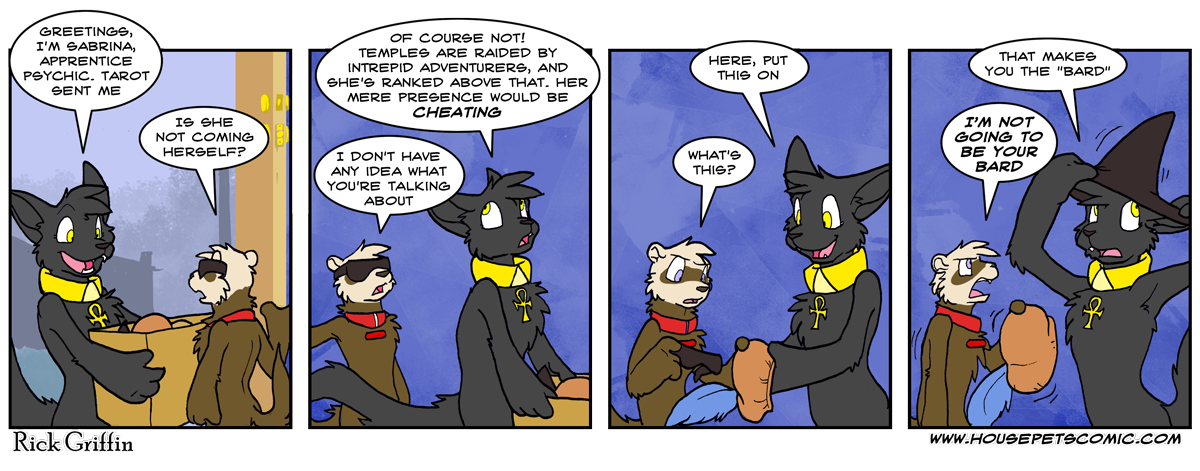 GREETINGS,
I'M SABRINA,
APPRENTICE
PSYCHIC. TAROT
SENT ME
IS SHE
NOT COMING
HERSELF?
OF COURSE NOT!
TEMPLES ARE RAIDED BY
INTREPID ADVENTURERS, AND
SHE'S RANKED ABOVE THAT. HER
MERE PRESENCE WOULD BE
CHEATING
I DON'T HAVE
ANY IDEA WHAT
YOU'RE TALKING
ABOUT
HERE, PUT
THIS ON
WHAT'S
THIS?
THAT MAKES
YOU THE "BARD"
I'M NOT
GOING TO
BE YOUR
BARD
Rick Griffin
WWW.HOUSEPETSCOMIC.COM